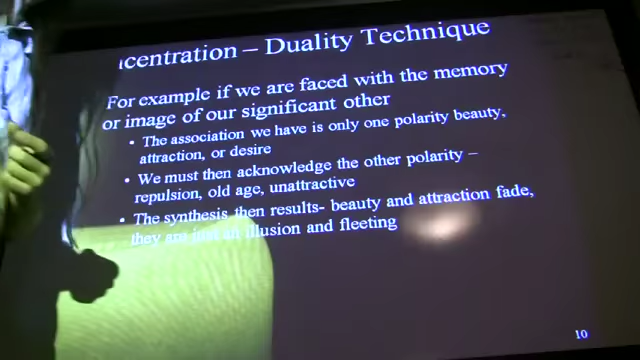 ncentration – Duality Technique
For example if we are faced with the memory
or image of our significant other
• The association we have is only one polarity beauty,
attraction, or desire
• We must then acknowledge the other polarity –
repulsion, old age, unattractive
• The synthesis then results- beauty and attraction fade,
they are just an illusion and fleeting
10